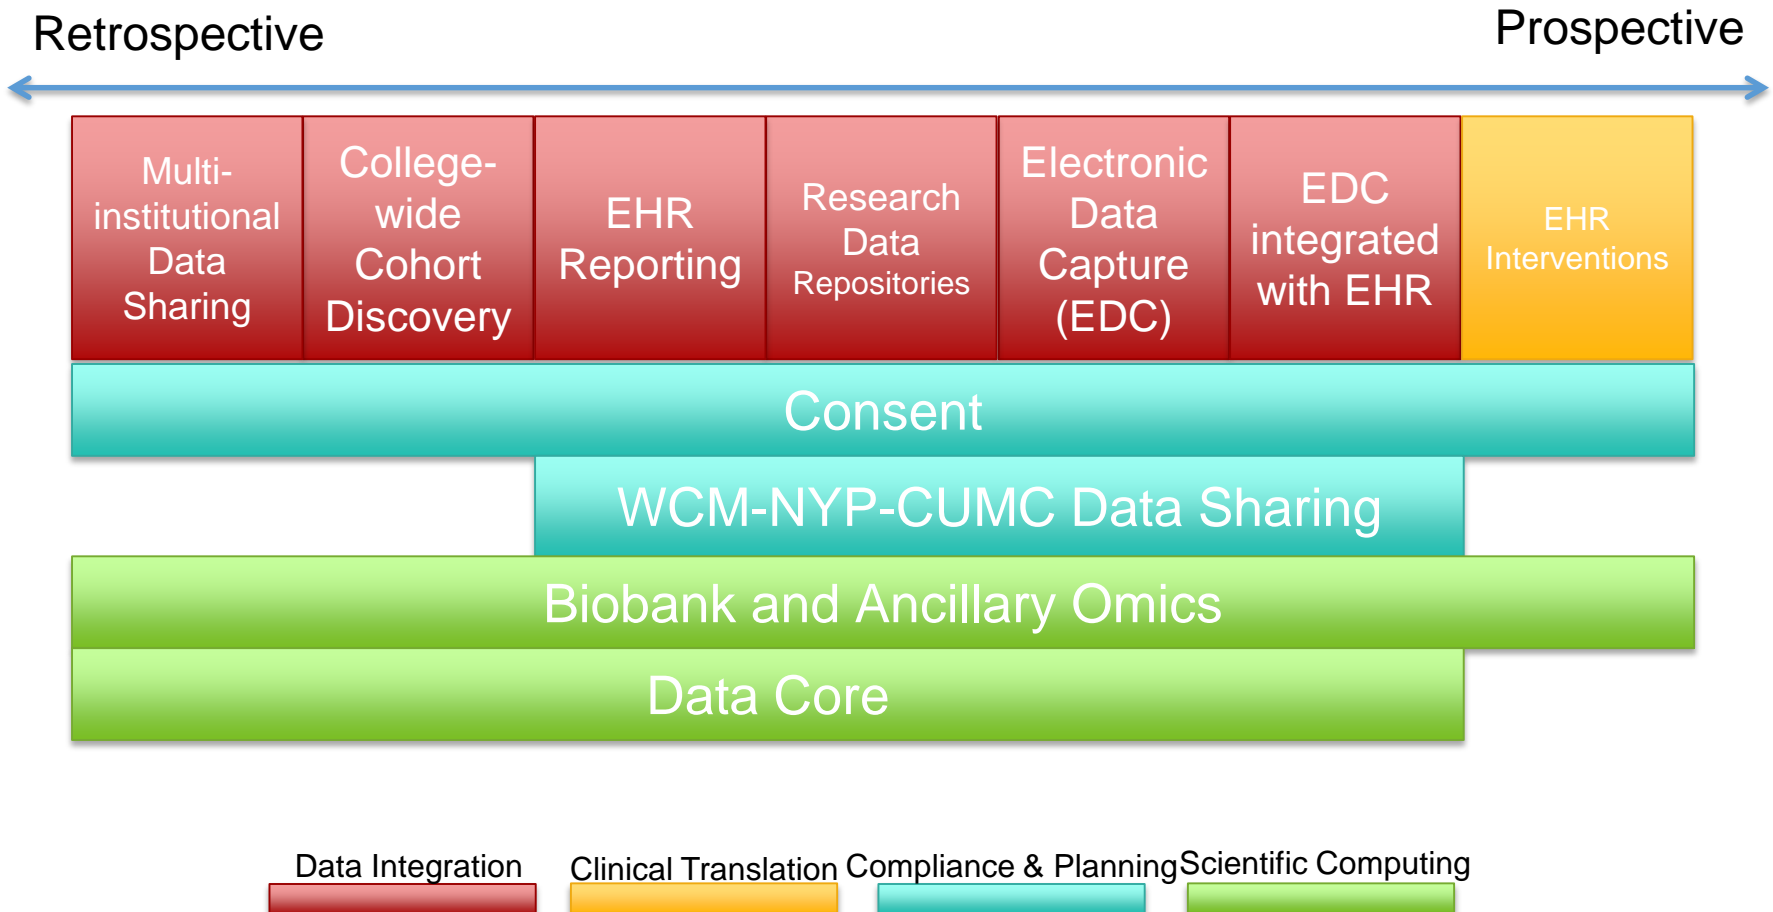 Retrospective
Prospective
Multi-
institutional
Data
Sharing
College-
wide
Cohort
Discovery
EHR
Reporting
Research
Data
Repositories
Electronic
Data
Capture
(EDC)
EDC
integrated
with EHR
EHR
Interventions
Consent
WCM-NYP-CUMC Data Sharing
Biobank and Ancillary Omics
Data Core
Data Integration
Clinical Translation
Compliance & Planning
Scientific Computing